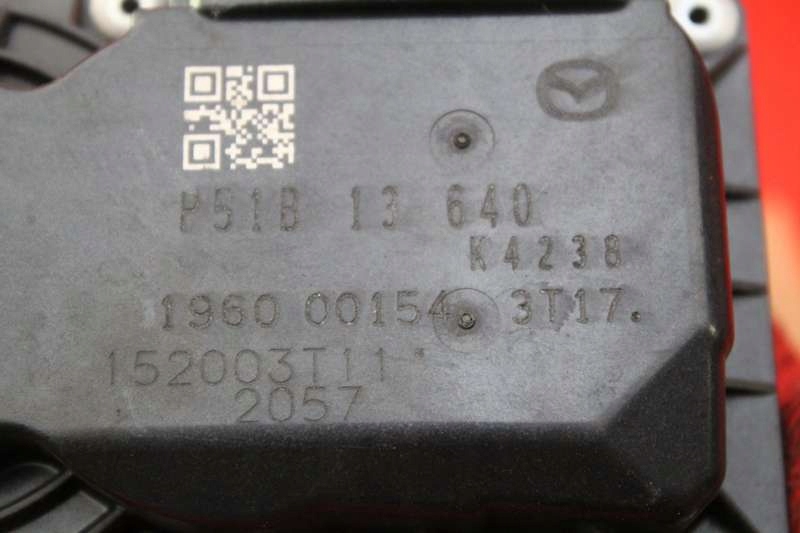 P51B 13 640
K4238
1960 00154 3T17.
152003T11
2057